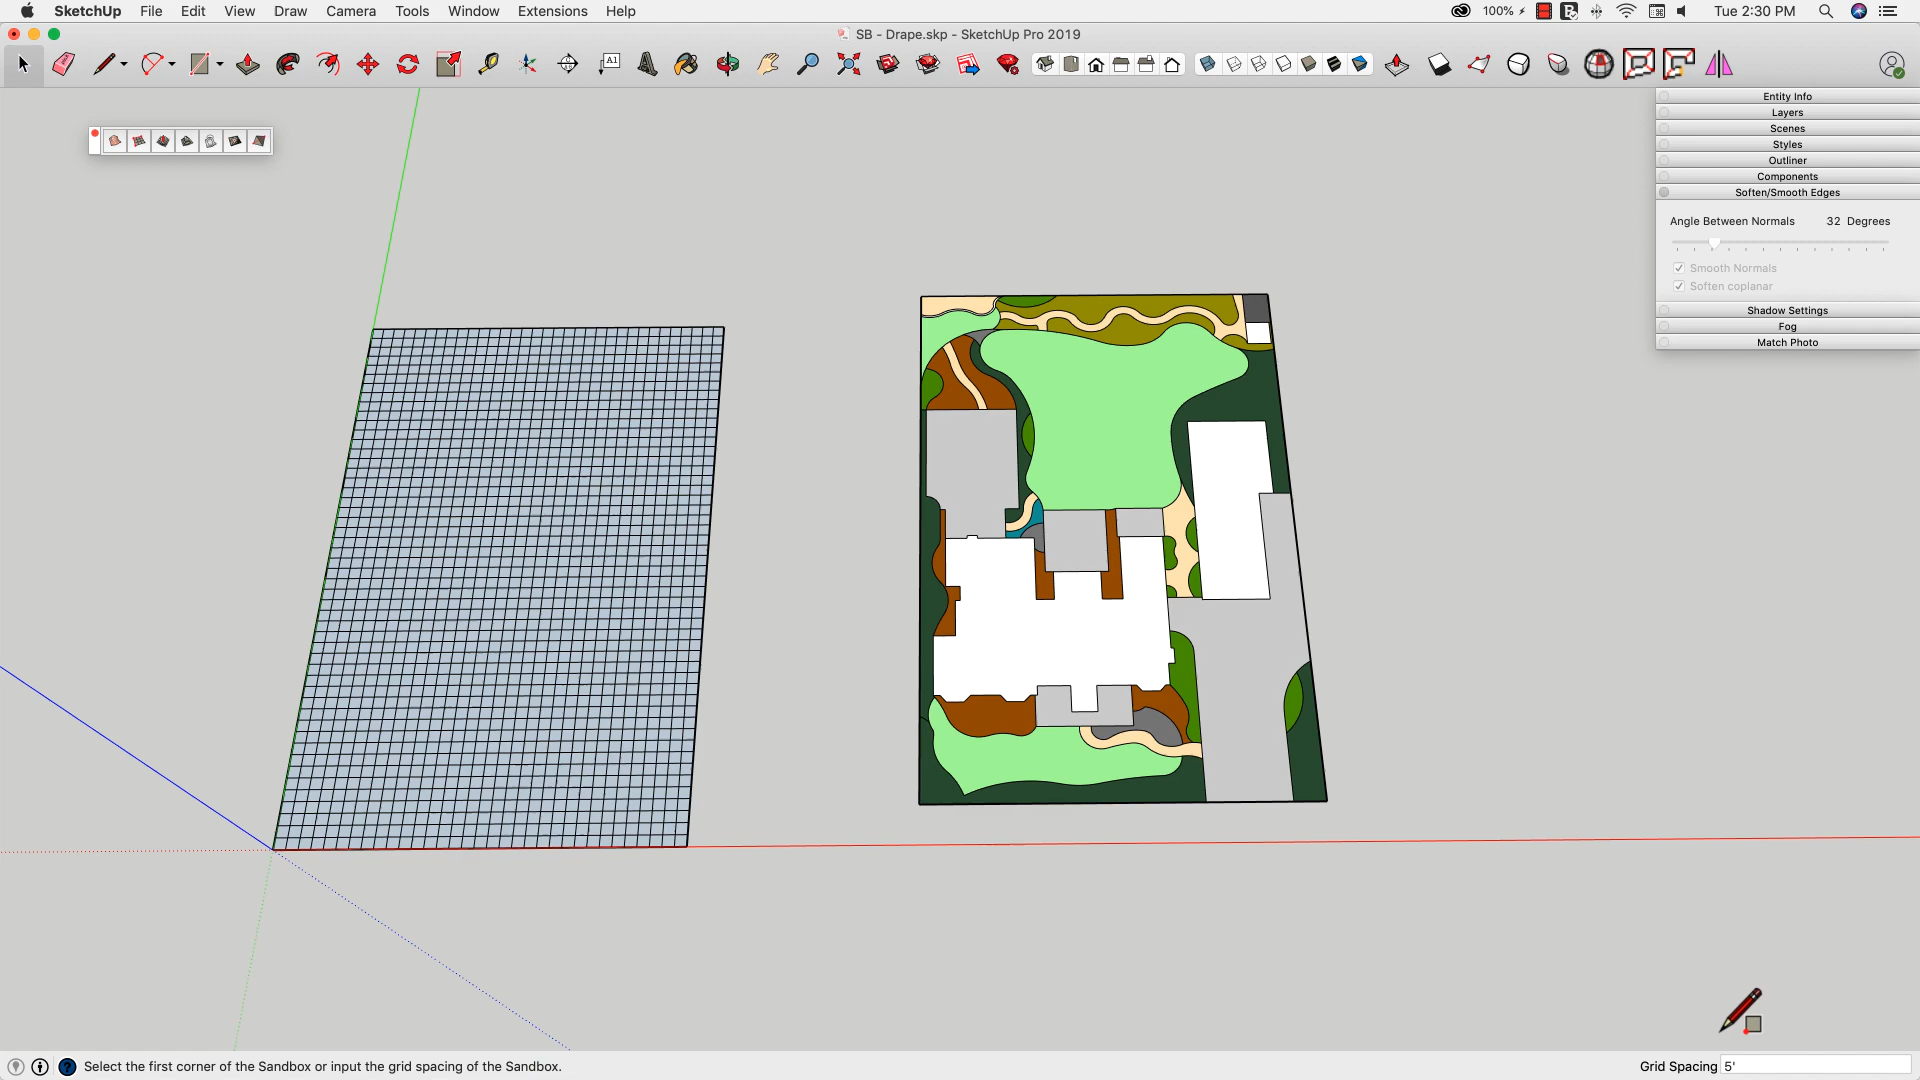 SketchUp File Edit View Draw Camera Tools Window Extensions Help 100% Tue 2:30 PM
SB - Drape.skp - SketchUp Pro 2019
A1
Entity Info
Layers
Scenes
Styles
Outliner
Components
Soften/Smooth Edges
Angle Between Normals 32 Degrees
Smooth Normals
Soften coplanar
Shadow Settings
Fog
Match Photo
Select the first corner of the Sandbox or input the grid spacing of the Sandbox. Grid Spacing 5'